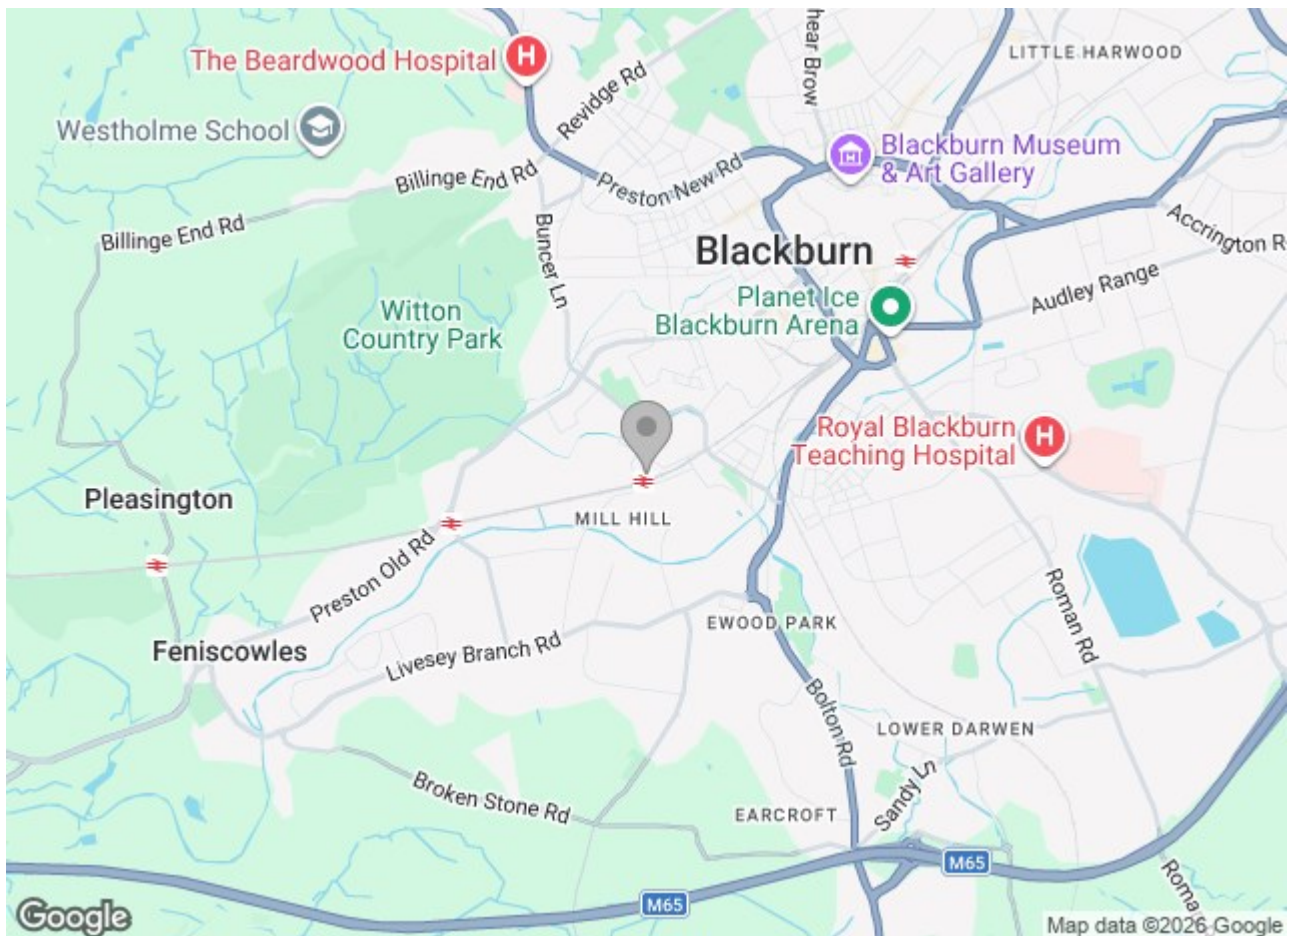 The Beardwood Hospital
H
Revidge Rd
hear Brow
LITTLE HARWOOD
Westholme School
Billinge End Rd
Preston New Rd
Blackburn Museum
& Art Gallery
Billinge End Rd
Buncer Ln
Blackburn
Accrington R
Audley Range
Planet Ice
Blackburn Arena
Witton
Country Park
Royal Blackburn
Teaching Hospital
H
Pleasington
MILL HILL
Preston Old Rd
Roman Rd
EWOOD PARK
Feniscowles
Livesey Branch Rd
Bolton Rd
LOWER DARWEN
Sandy Ln
Broken Stone Rd
EARCROFT
M65
M65
Roma
Google
Map data ©2026 Google